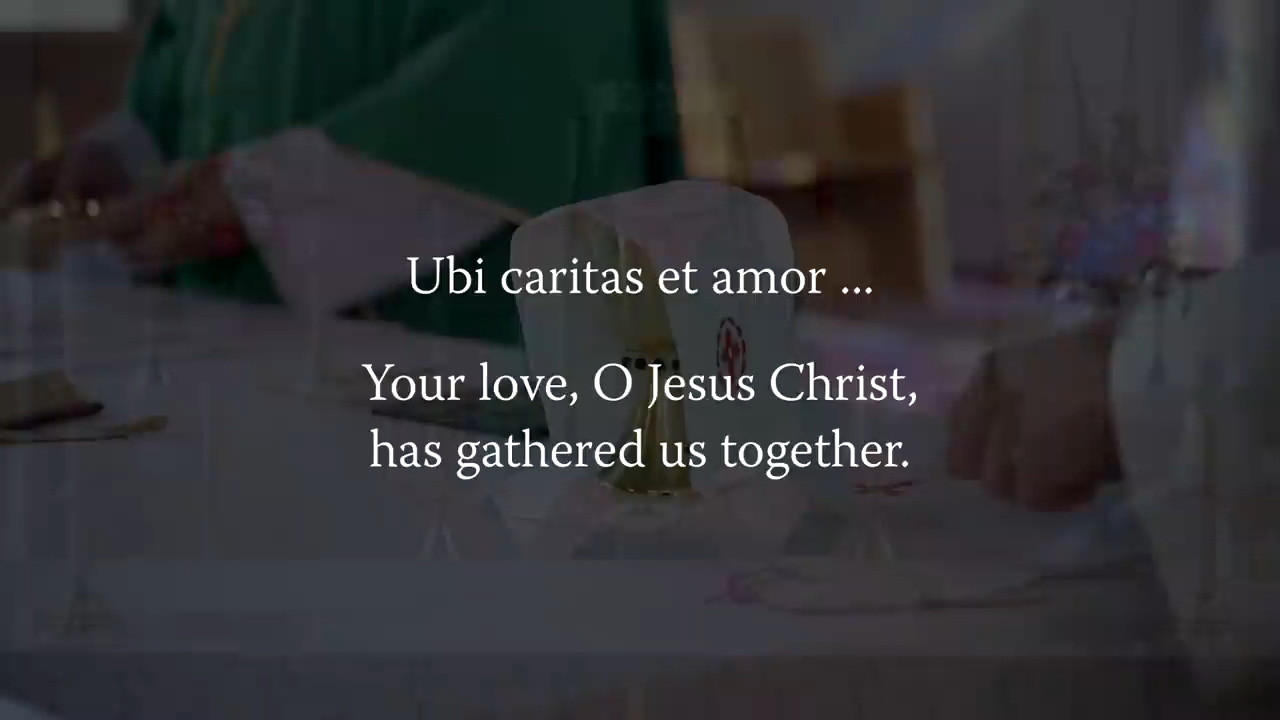 Ubi caritas et amor ...
Your love, O Jesus Christ,
has gathered us together.